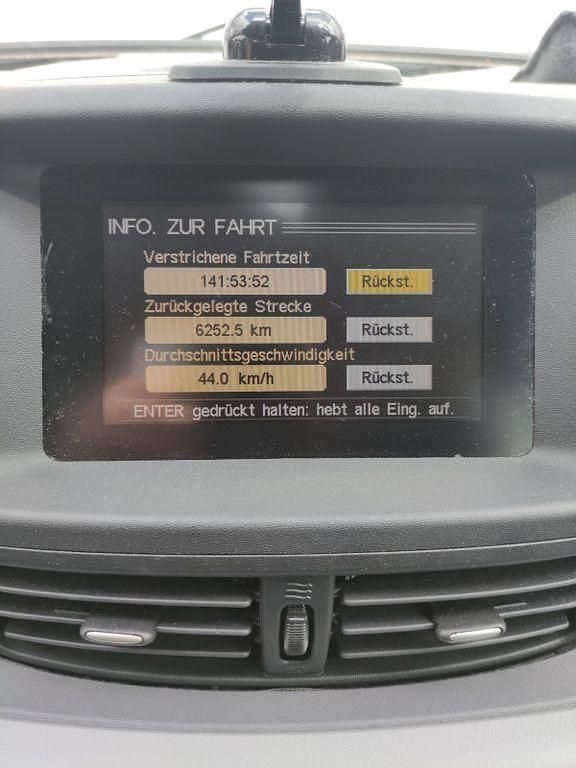 INFO. ZUR FAHRT
Verstrichene Fahrtzeit
141:53:52 Rückst.
Zurückgelegte Strecke
6252.5 km Rückst.
Durchschnittsgeschwindigkeit
44.0 km/h Rückst.
ENTER gedrückt halten: hebt alle Eing. auf.